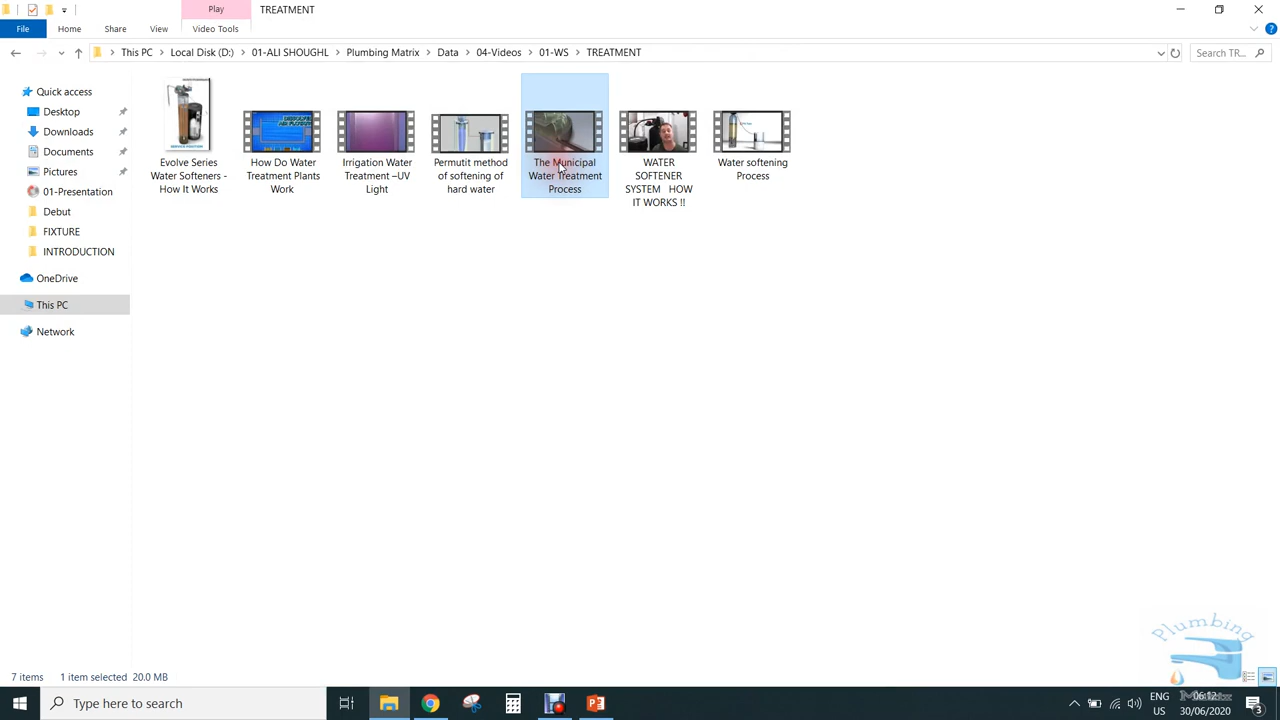 Play
TREATMENT
File
Home
Share
View
Video Tools
This PC
Local Disk (D:)
01-ALI SHOUGHL
Plumbing Matrix
Data
04-Videos
01-WS
TREATMENT
Search TR...
Quick access
Desktop
Downloads
Documents
Pictures
01-Presentation
Debut
FIXTURE
INTRODUCTION
OneDrive
This PC
Network
Evolve Series
Water Softeners -
How It Works
How Do Water
Treatment Plants
Work
Irrigation Water
Treatment –UV
Light
Permutit method
of softening of
hard water
The Municipal
Water Treatment
Process
WATER
SOFTENER
SYSTEM HOW
IT WORKS !!
Water softening
Process
7 items
1 item selected 20.0 MB
Plumbing
Type here to search
ENG
US
06:12
30/06/2020
3